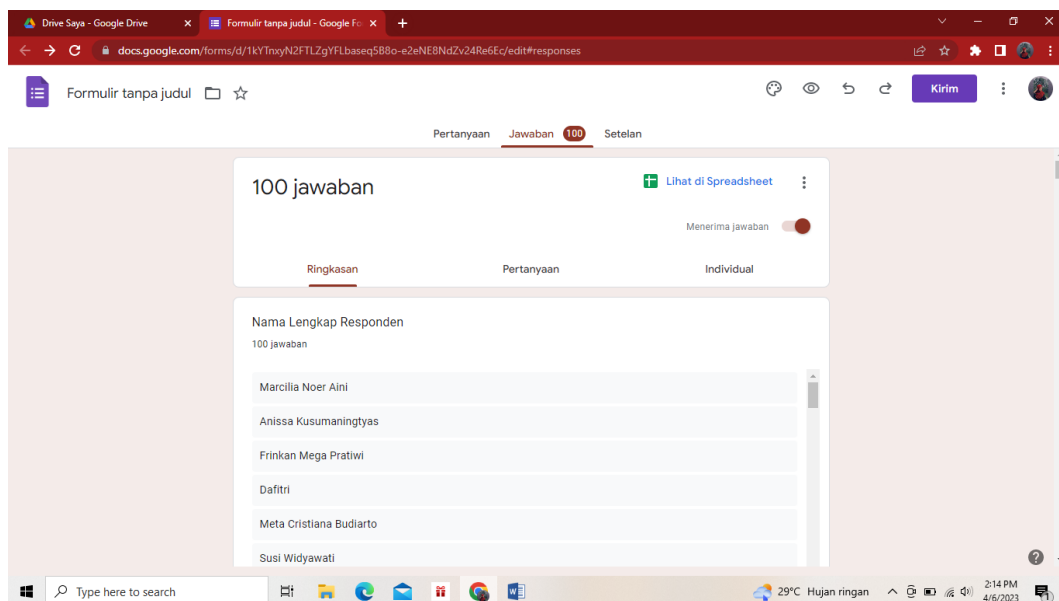 Drive Saya - Google Drive
Formulir tanpa judul - Google Fo
docs.google.com/forms/d/1kYTnxyN2FTLZgYFLbaseq5B8o-e2eNE8NdZv24Re6Ec/edit#responses
Formulir tanpa judul
Kirim
Pertanyaan Jawaban 100 Setelan
100 jawaban
Lihat di Spreadsheet
Menerima jawaban
Ringkasan Pertanyaan Individual
Nama Lengkap Responden
100 jawaban
Marcilia Noer Aini
Anissa Kusumaningtyas
Frinkan Mega Pratiwi
Dafitri
Meta Cristiana Budiarto
Susi Widyawati
Type here to search
29°C Hujan ringan
2:14 PM
4/6/2023